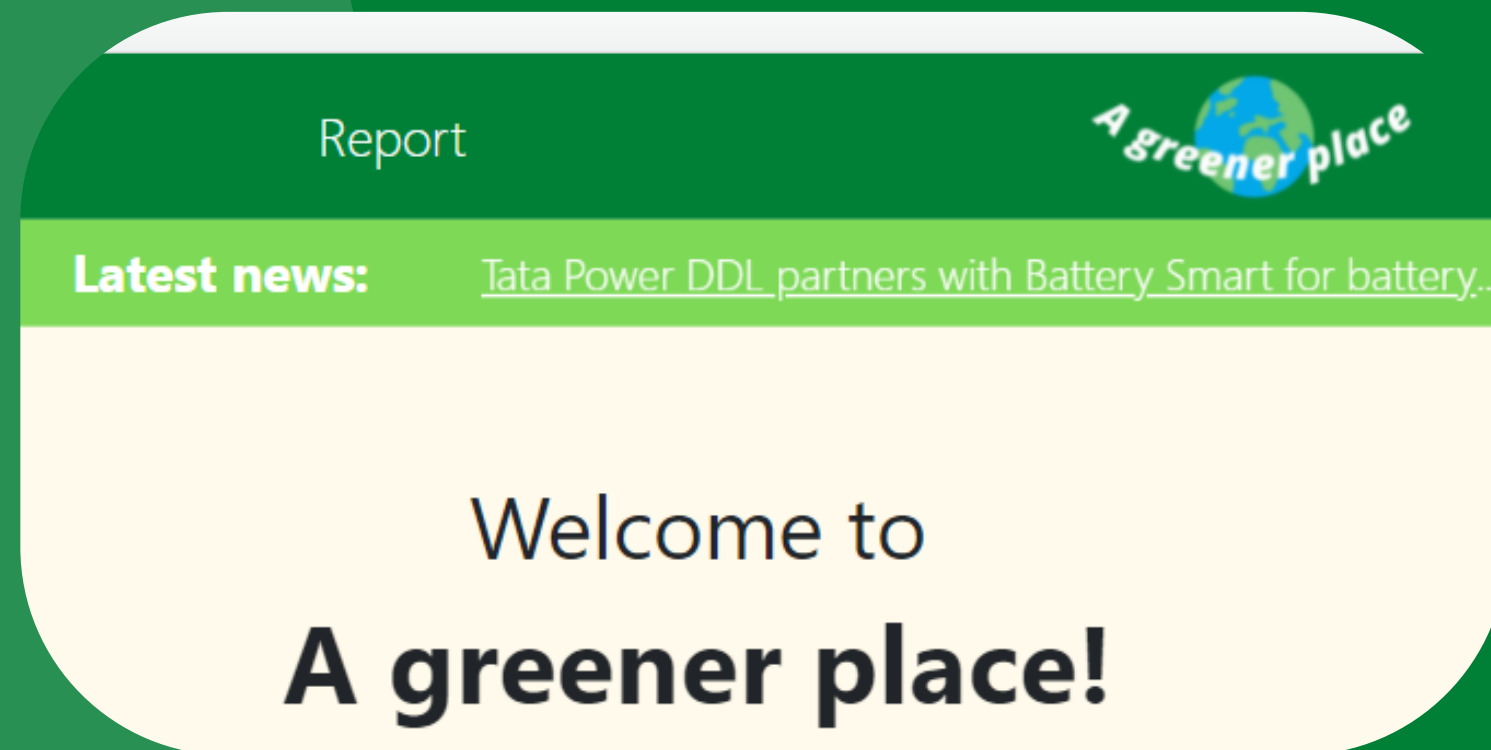 Report
A greener place
Latest news: Tata Power DDL partners with Battery Smart for battery...
Welcome to
A greener place!